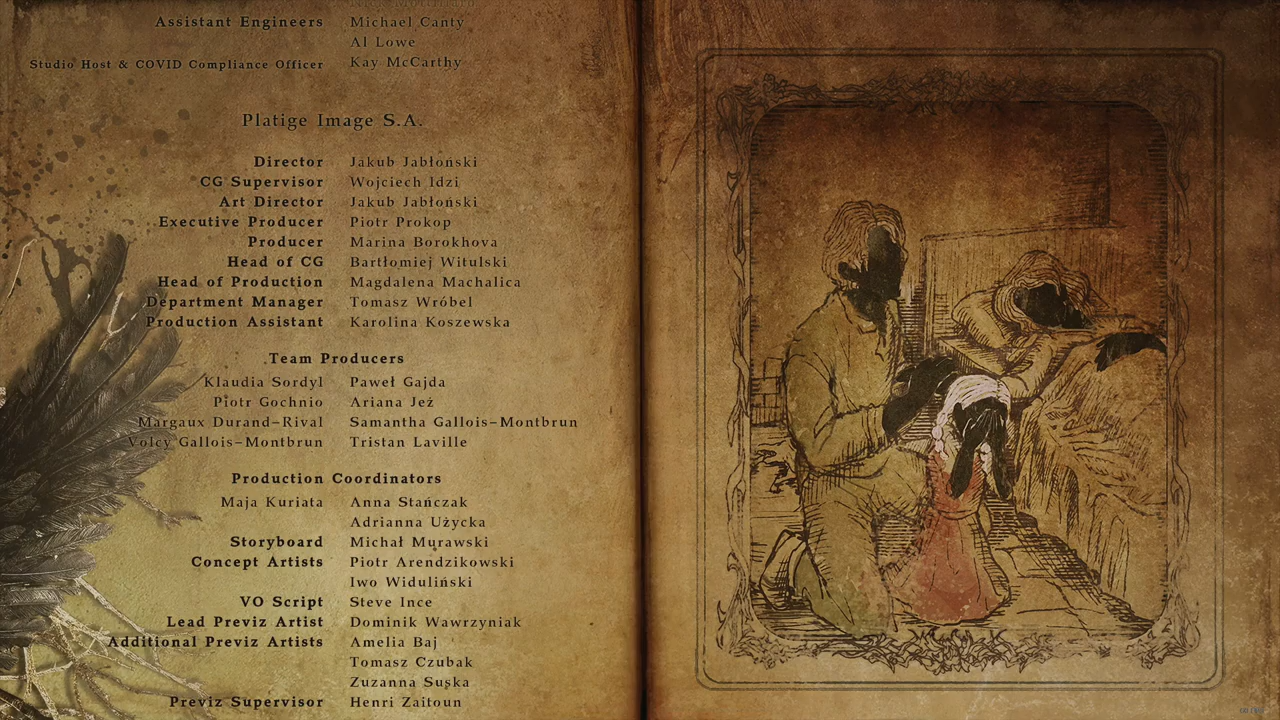 Assistant Engineers Michael Canty
Al Lowe
Studio Host & COVID Compliance Officer Kay McCarthy
Platige Image S.A.
Director Jakub Jabłoński
CG Supervisor Wojciech Idzi
Art Director Jakub Jabłoński
Executive Producer Piotr Prokop
Producer Marina Borokhova
Head of CG Bartłomiej Witulski
Head of Production Magdalena Machalica
Department Manager Tomasz Wróbel
Production Assistant Karolina Koszewska
Team Producers
Klaudia Sordyl Paweł Gajda
Piotr Gochnio Ariana Jeż
Margaux Durand-Rival Samantha Gallois-Montbrun
Volcy Gallois-Montbrun Tristan Laville
Production Coordinators
Maja Kuriata Anna Stańczak
Adrianna Użycka
Storyboard Michał Murawski
Concept Artists Piotr Arendzikowski
Iwo Widuliński
VO Script Steve Ince
Lead Previz Artist Dominik Wawrzyniak
Additional Previz Artists Amelia Baj
Tomasz Czubak
Zuzanna Suska
Previz Supervisor Henri Zaitoun